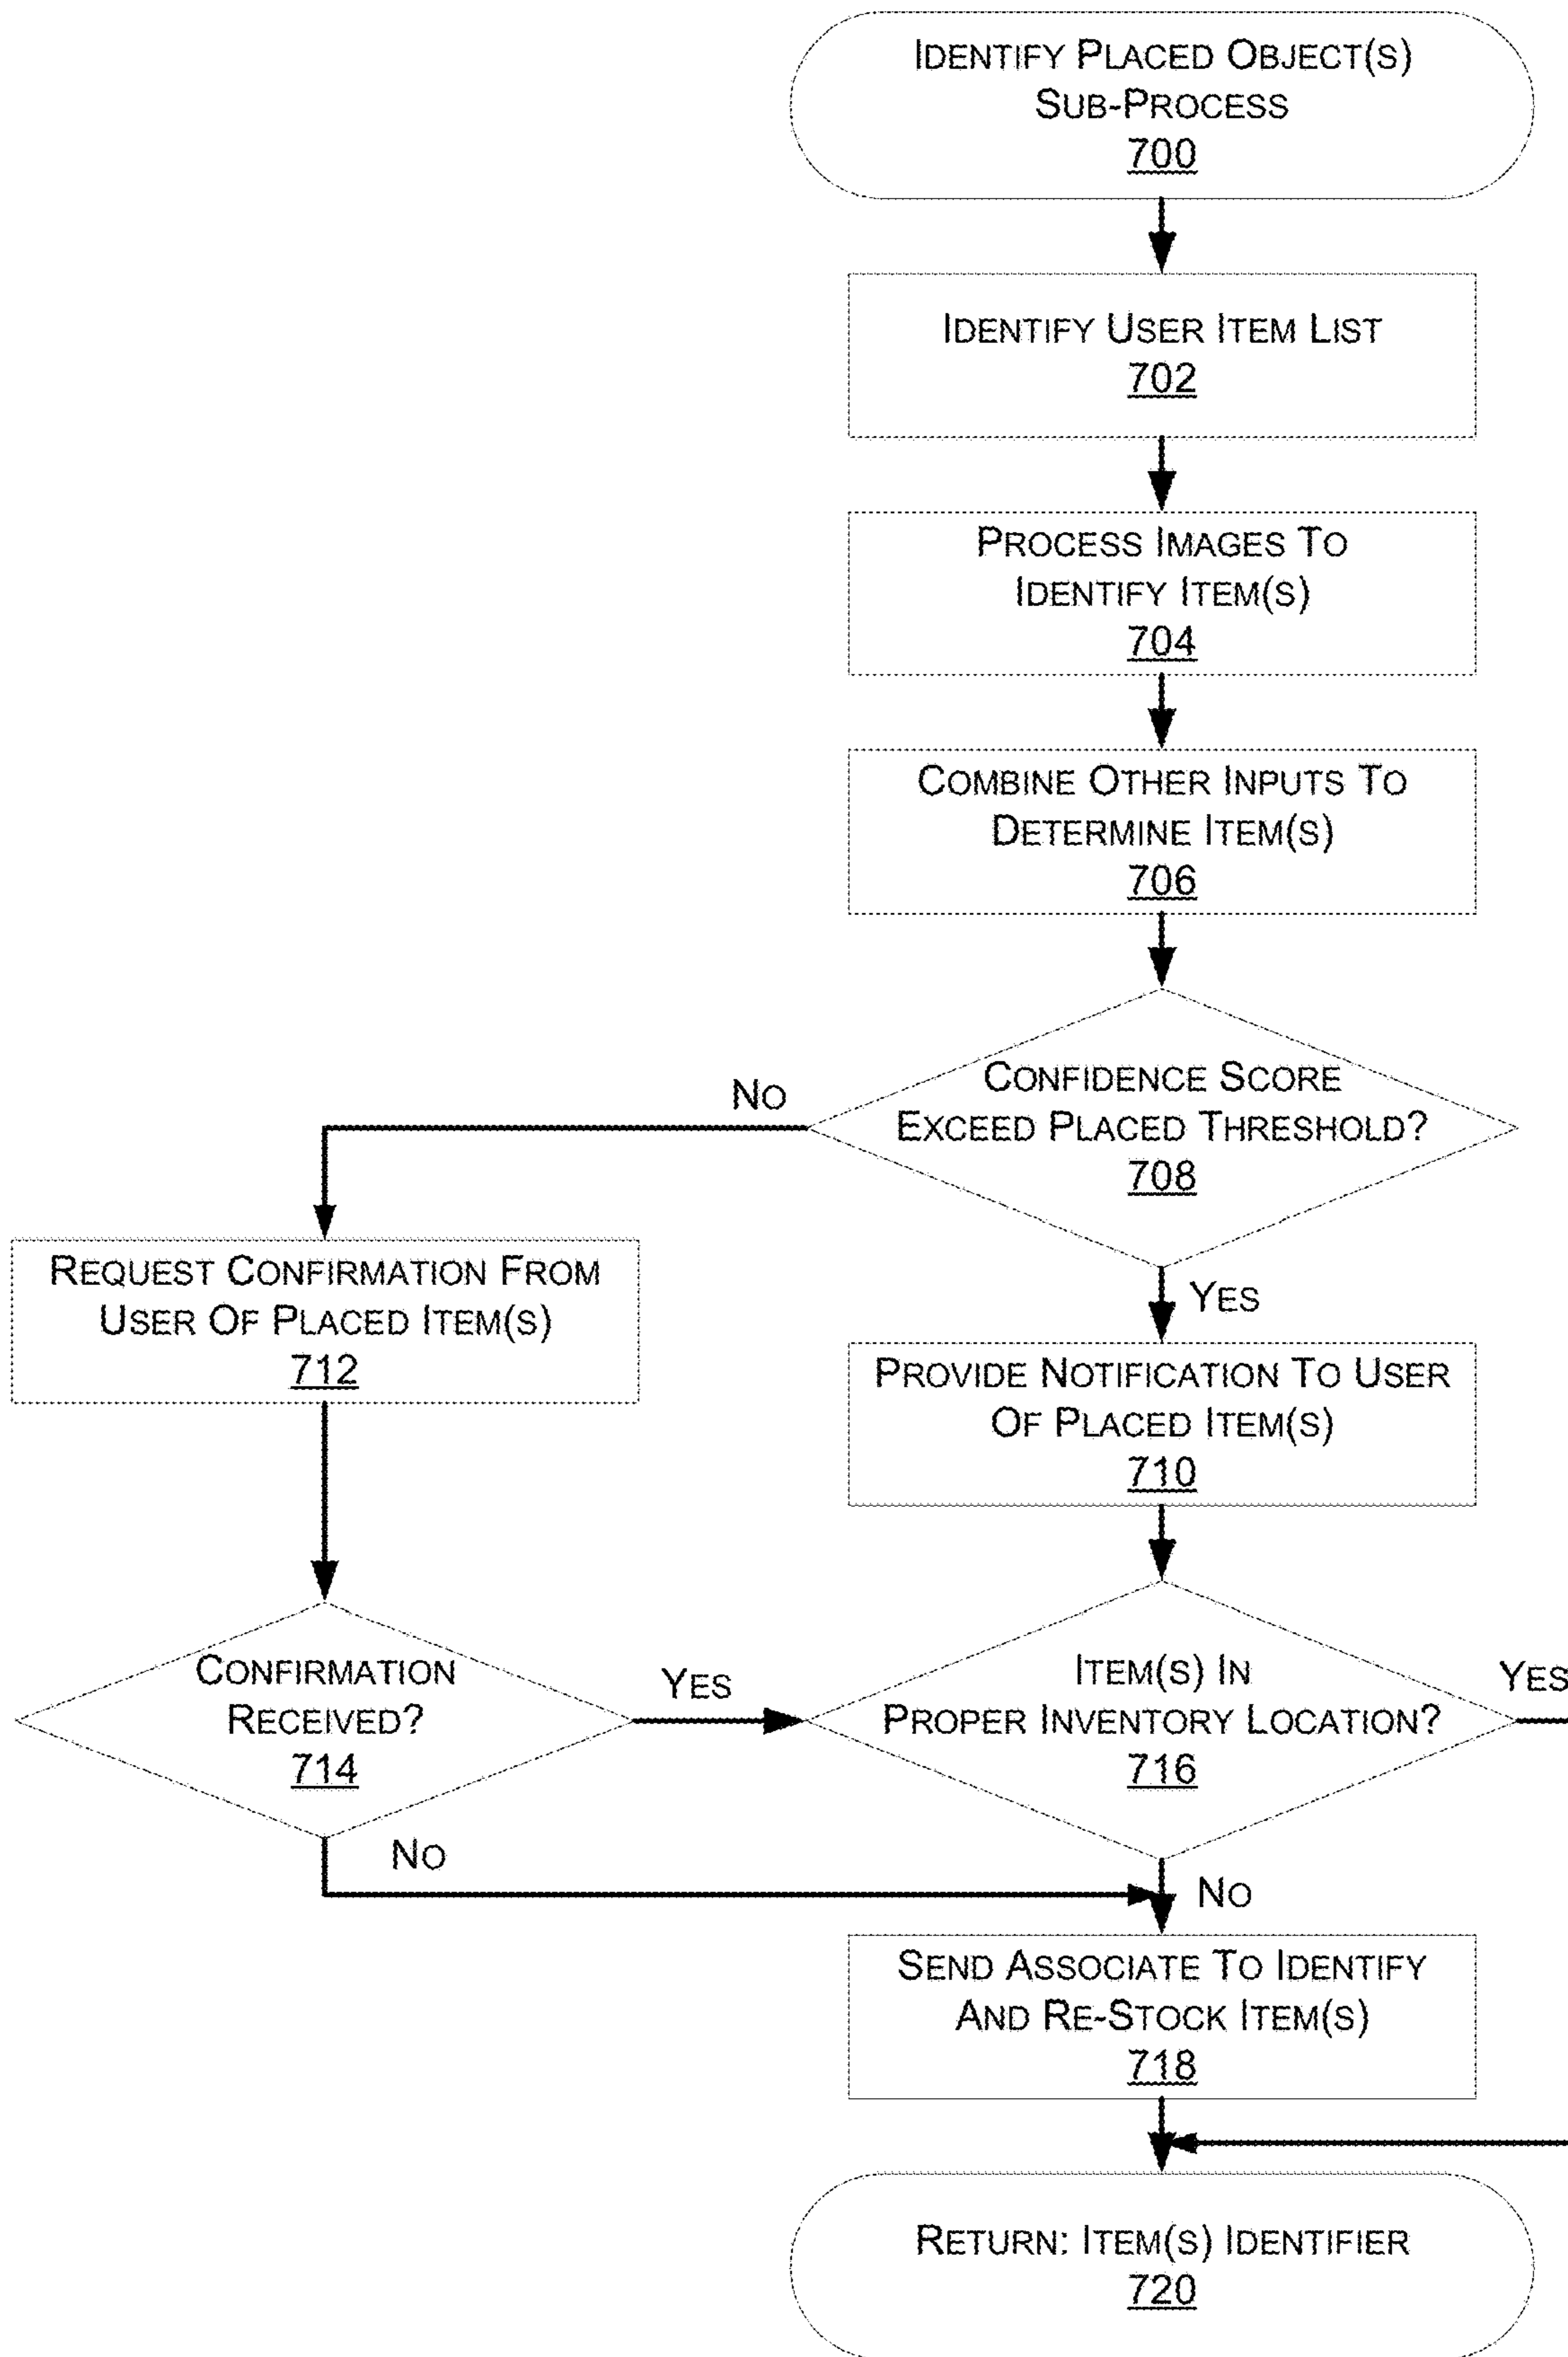 IDENTIFY PLACED OBJECT(S)
SUB-PROCESS
700
IDENTIFY USER ITEM LIST
702
PROCESS IMAGES TO
IDENTIFY ITEM(S)
704
COMBINE OTHER INPUTS TO
DETERMINE ITEM(S)
706
CONFIDENCE SCORE
EXCEED PLACED THRESHOLD?
708
NO
YES
REQUEST CONFIRMATION FROM
USER OF PLACED ITEM(S)
712
PROVIDE NOTIFICATION TO USER
OF PLACED ITEM(S)
710
CONFIRMATION
RECEIVED?
714
YES
NO
ITEM(S) IN
PROPER INVENTORY LOCATION?
716
YES
NO
SEND ASSOCIATE TO IDENTIFY
AND RE-STOCK ITEM(S)
718
RETURN: ITEM(S) IDENTIFIER
720